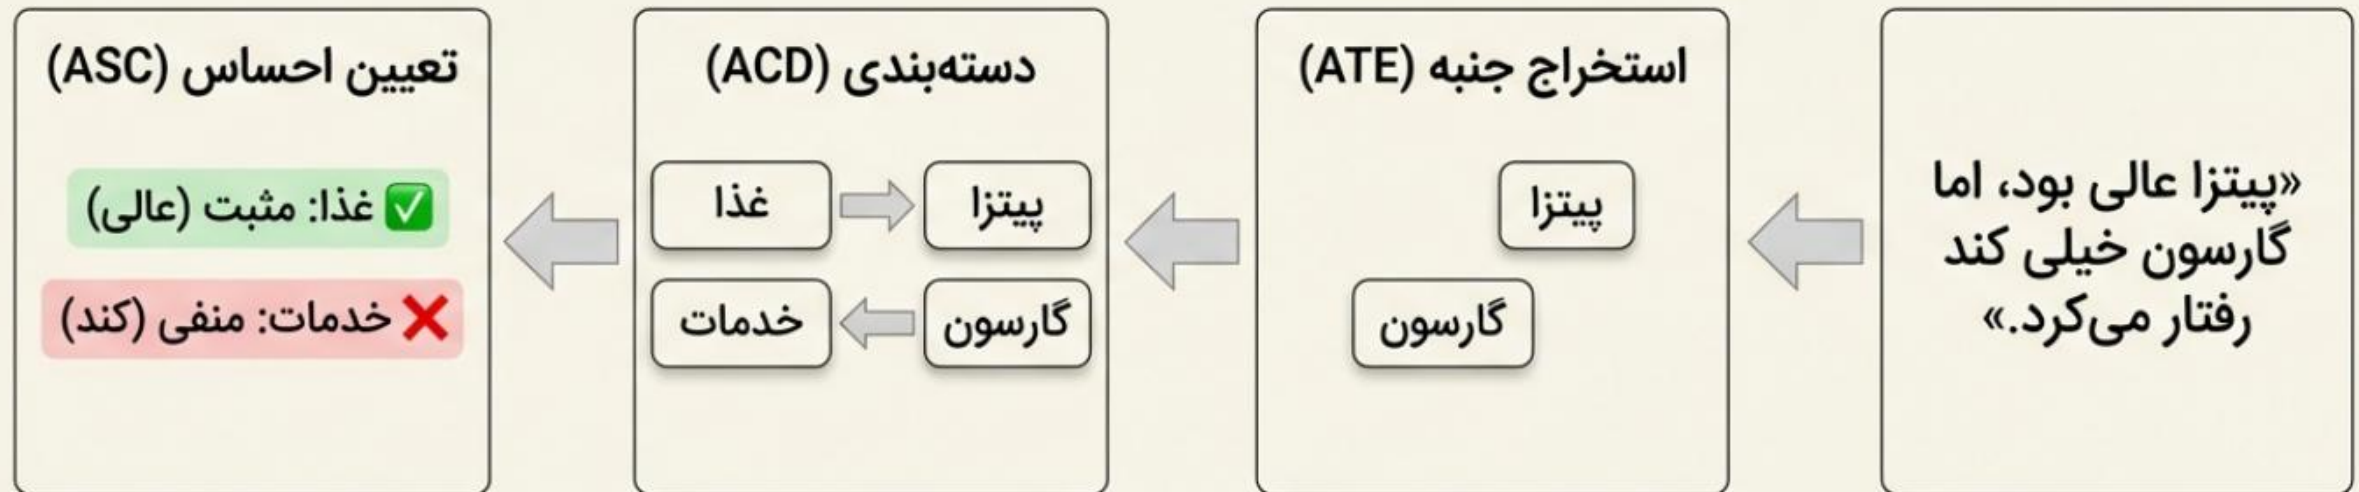 «پیتزا عالی بود، اما
گارسون خیلی کند
رفتار می‌کرد.»
استخراج جنبه (ATE)
پیتزا
گارسون
دسته‌بندی (ACD)
پیتزا غذا
گارسون خدمات
تعیین احساس (ASC)
✅ غذا: مثبت (عالی)
❌ خدمات: منفی (کند)